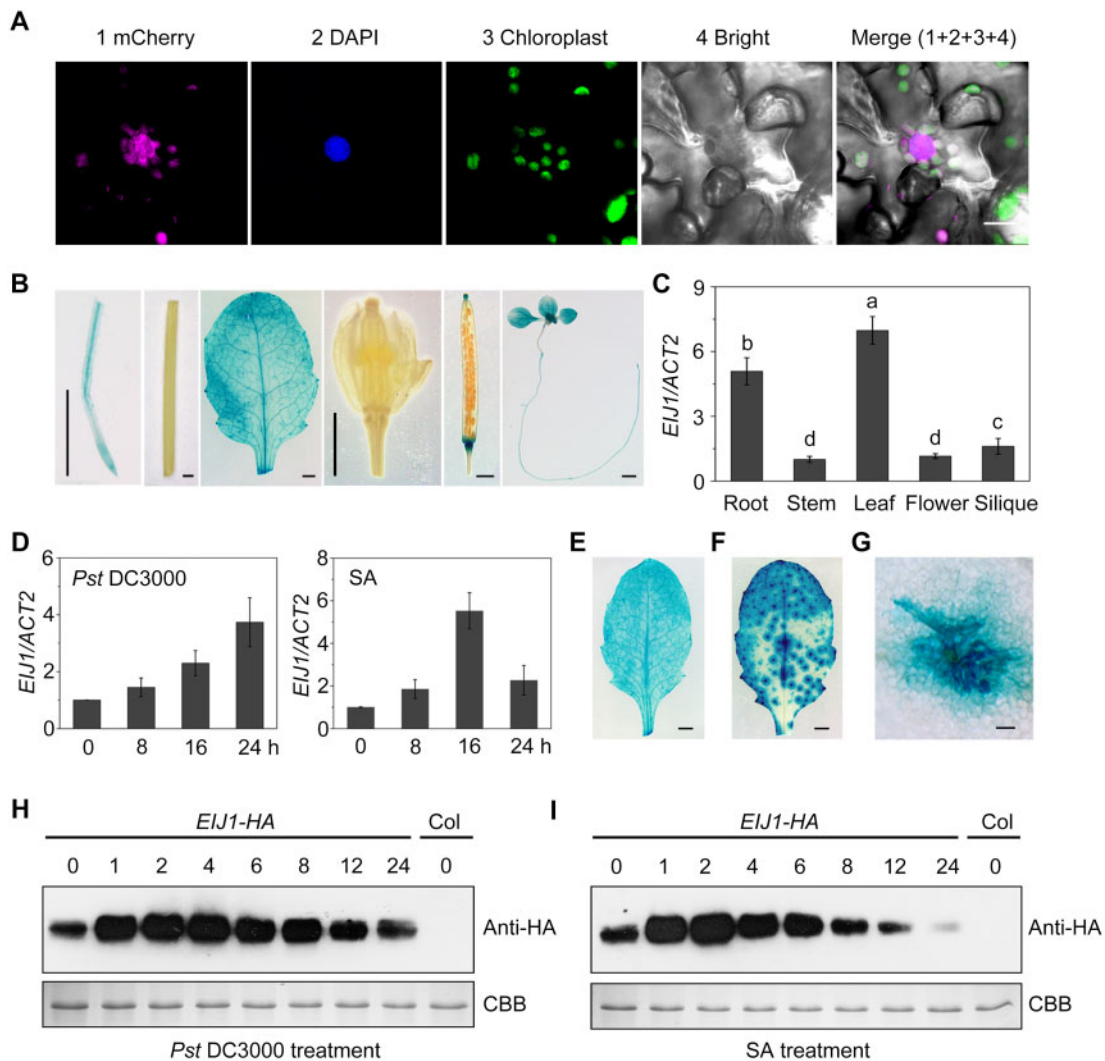 A
1 mCherry 2 DAPI 3 Chloroplast 4 Bright Merge (1+2+3+4)
B
C
EIJ1/ACT2
9
6
3
0
b
d
a
d
c
Root Stem Leaf Flower Silique
D
EIJ1/ACT2
6
4
2
0
Pst DC3000
0 8 16 24 h
EIJ1/ACT2
8
6
4
2
0
SA
0 8 16 24 h
E
F
G
H
EIJ1-HA Col
0 1 2 4 6 8 12 24 0
Anti-HA
CBB
Pst DC3000 treatment
I
EIJ1-HA Col
0 1 2 4 6 8 12 24 0
Anti-HA
CBB
SA treatment